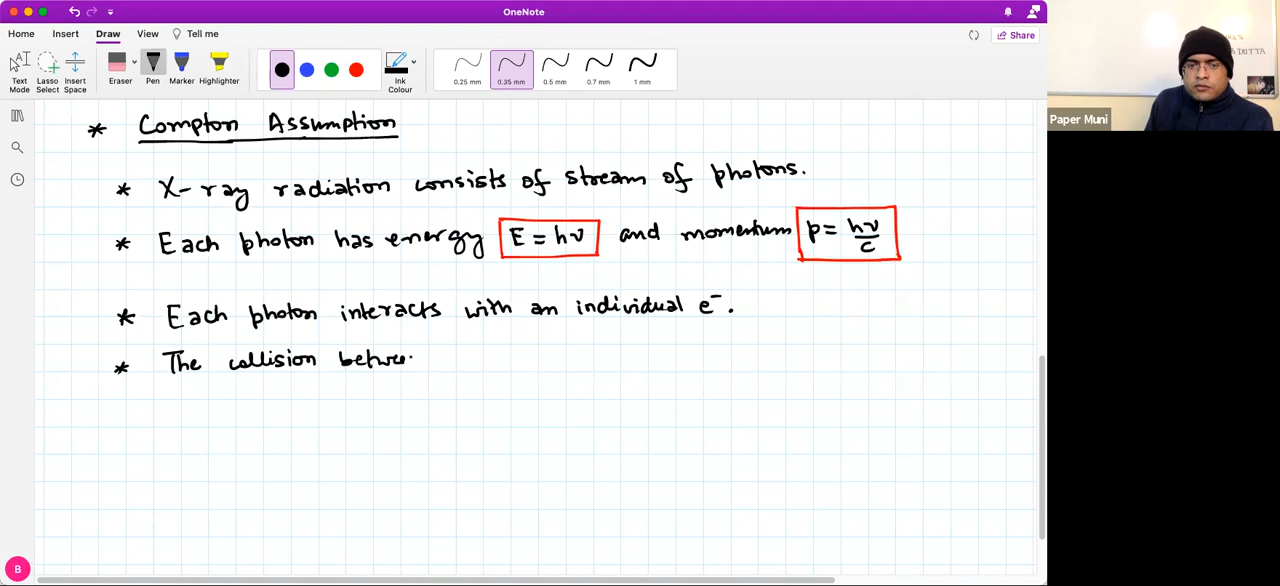 OneNote
Home Insert Draw View Tell me
Share
Text Mode
Lasso Select
Insert Space
Eraser
Pen
Marker
Highlighter
Ink Colour
0.25 mm
0.35 mm
0.5 mm
0.7 mm
1 mm
Paper Muni
* Compton Assumption
* X-ray radiation consists of stream of photons.
* Each photon has energy E = hν and momentum p = hν/c
* Each photon interacts with an individual e⁻.
* The collision betwee
B